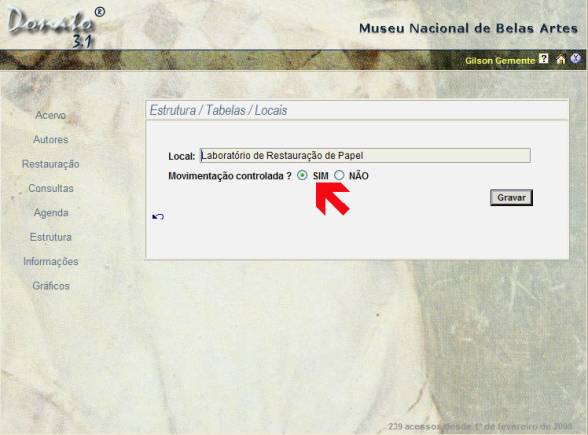 Donato®
3.1
Museu Nacional de Belas Artes
Gilson Gemente ? X
Estrutura / Tabelas / Locais
Acervo
Autores
Restauração
Consultas
Agenda
Estrutura
Informações
Gráficos
Local: Laboratório de Restauração de Papel
Movimentação controlada ? SIM NÃO
Gravar
239 acessos desde 1º de fevereiro de 2008